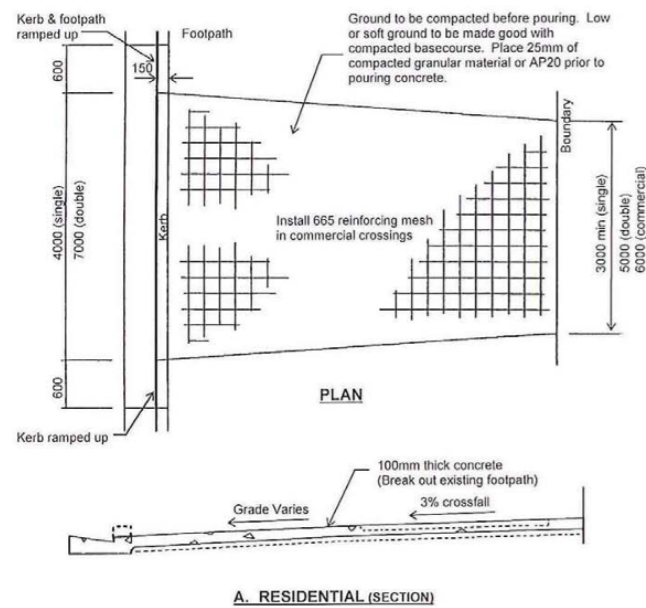 Kerb & footpath
ramped up
Footpath
Ground to be compacted before pouring. Low
or soft ground to be made good with
compacted basecourse. Place 25mm of
compacted granular material or AP20 prior to
pouring concrete.
600
150
Boundary
4000 (single)
7000 (double)
Kerb
Install 665 reinforcing mesh
in commercial crossings
3000 min (single)
5000 (double)
6000 (commercial)
600
PLAN
Kerb ramped up
100mm thick concrete
(Break out existing footpath)
Grade Varies
3% crossfall
A. RESIDENTIAL (SECTION)